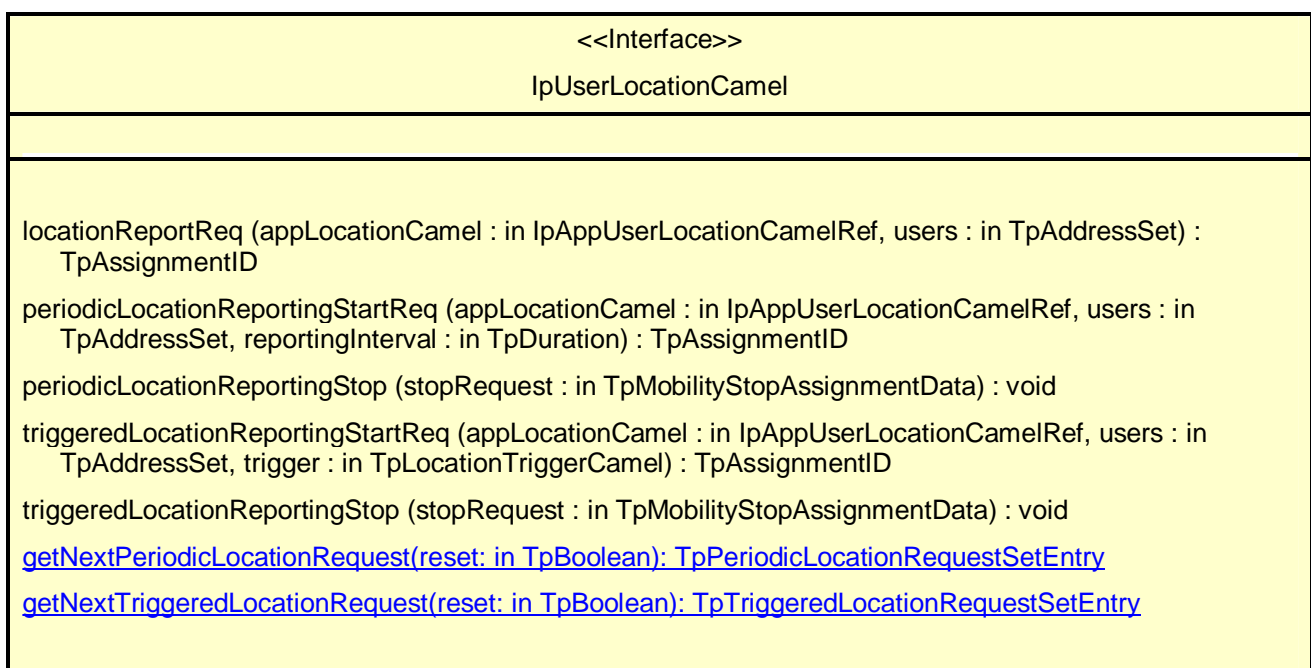 <<Interface>>
IpUserLocationCamel
locationReportReq (appLocationCamel : in IpAppUserLocationCamelRef, users : in TpAddressSet) :
TpAssignmentID
periodicLocationReportingStartReq (appLocationCamel : in IpAppUserLocationCamelRef, users : in
TpAddressSet, reportingInterval : in TpDuration) : TpAssignmentID
periodicLocationReportingStop (stopRequest : in TpMobilityStopAssignmentData) : void
triggeredLocationReportingStartReq (appLocationCamel : in IpAppUserLocationCamelRef, users : in
TpAddressSet, trigger : in TpLocationTriggerCamel) : TpAssignmentID
triggeredLocationReportingStop (stopRequest : in TpMobilityStopAssignmentData) : void
getNextPeriodicLocationRequest(reset: in TpBoolean): TpPeriodicLocationRequestSetEntry
getNextTriggeredLocationRequest(reset: in TpBoolean): TpTriggeredLocationRequestSetEntry